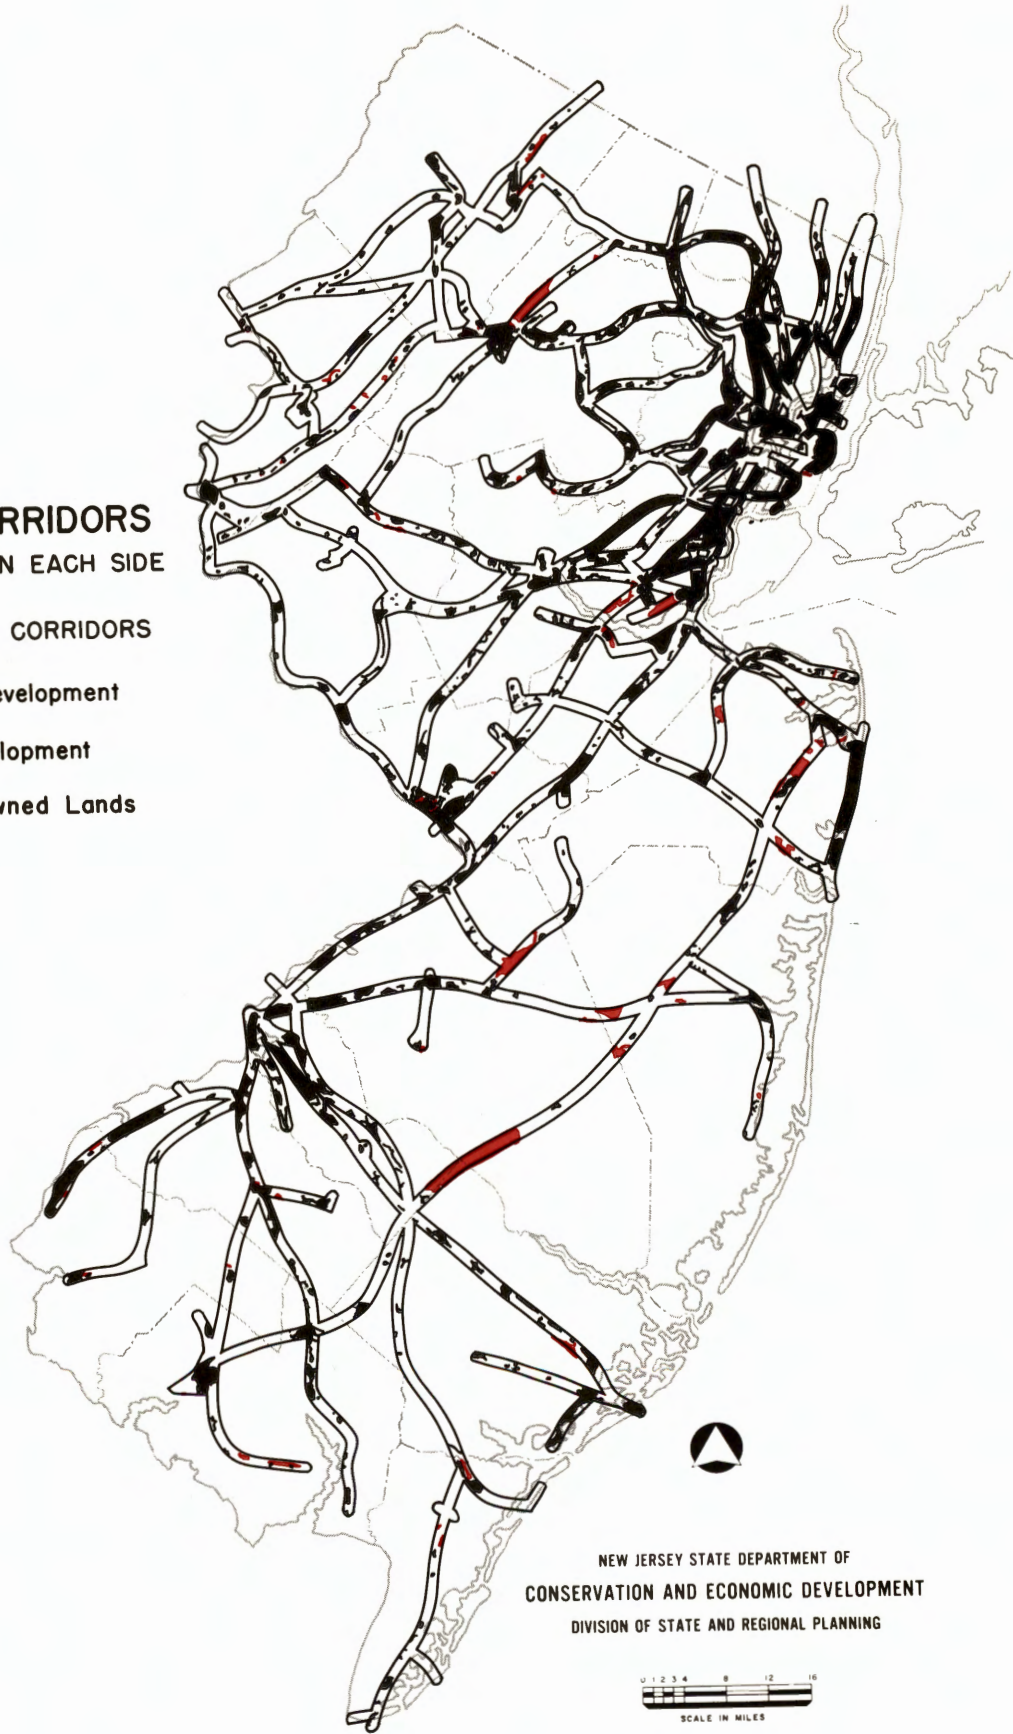 RRIDORS
N EACH SIDE
CORRIDORS
evelopment
lopment
wned Lands
NEW JERSEY STATE DEPARTMENT OF
CONSERVATION AND ECONOMIC DEVELOPMENT
DIVISION OF STATE AND REGIONAL PLANNING
0 1 2 3 4 8 12 16
SCALE IN MILES